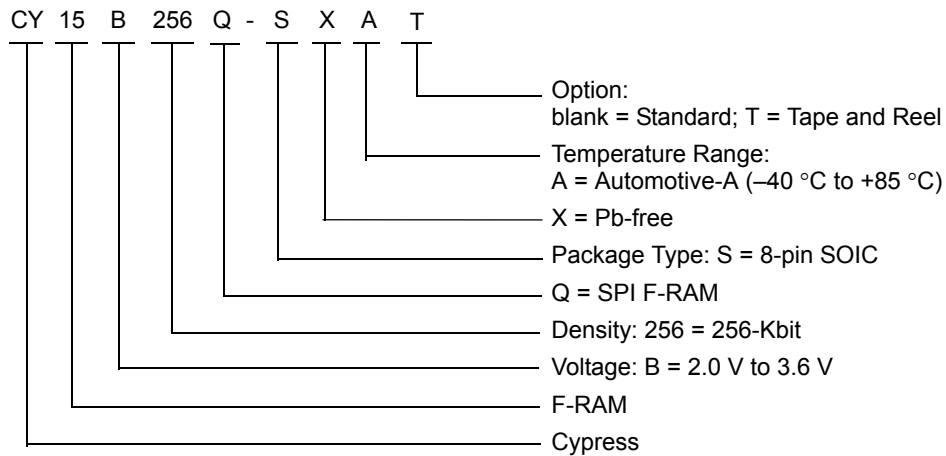 CY 15 B 256 Q - S X A T
Option:
blank = Standard; T = Tape and Reel
Temperature Range:
A = Automotive-A (–40 °C to +85 °C)
X = Pb-free
Package Type: S = 8-pin SOIC
Q = SPI F-RAM
Density: 256 = 256-Kbit
Voltage: B = 2.0 V to 3.6 V
F-RAM
Cypress